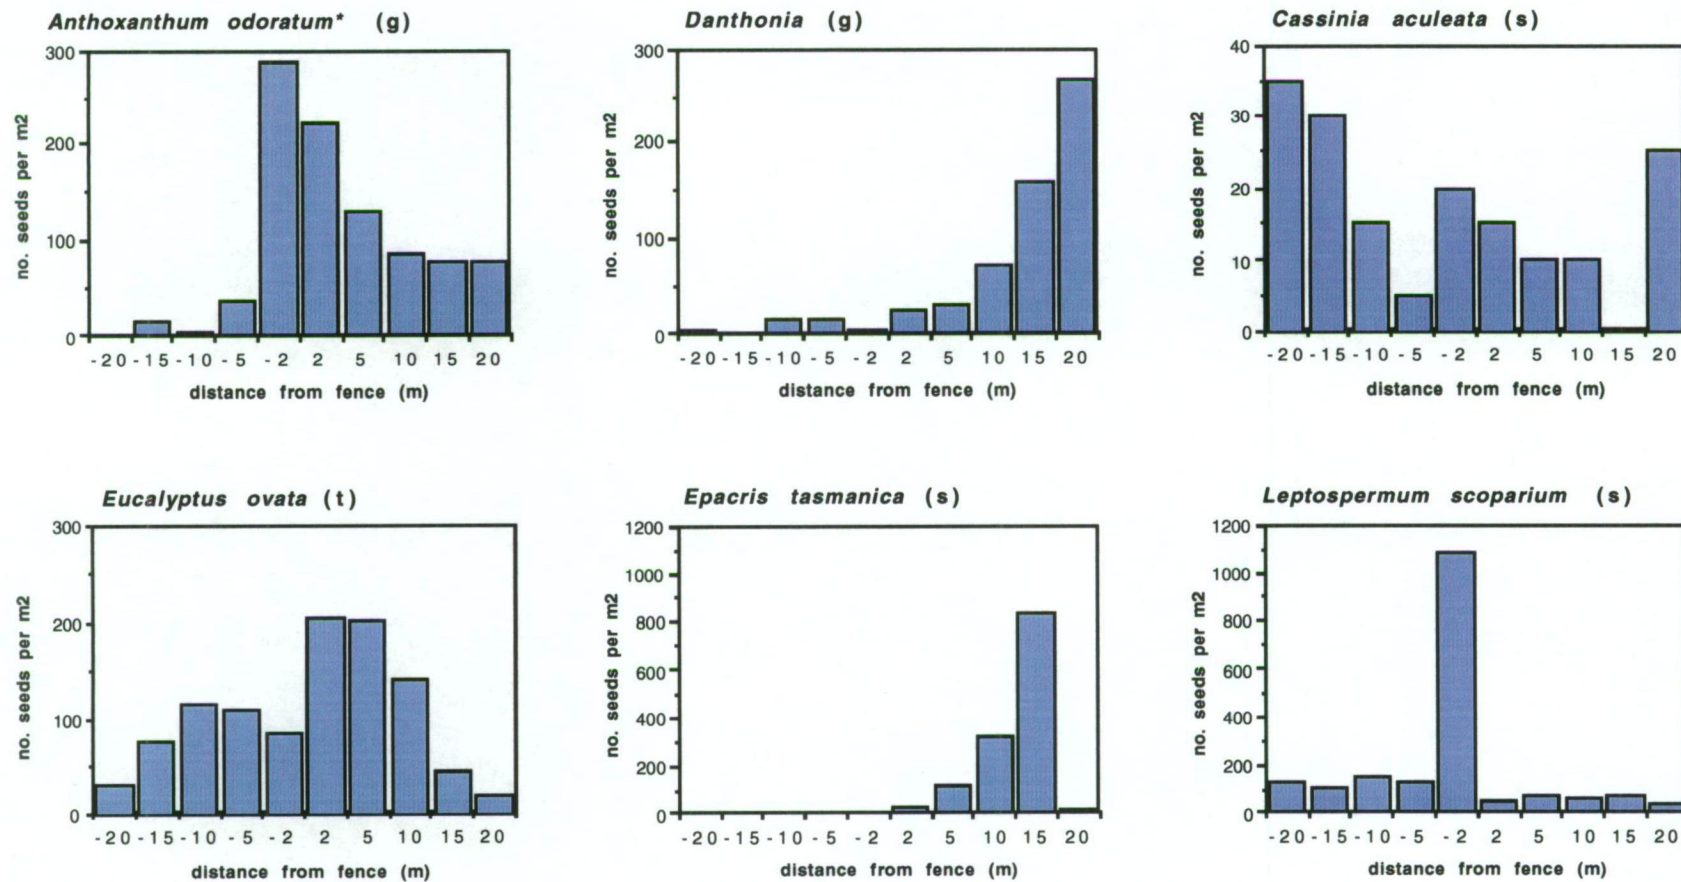 Anthoxanthum odoratum* (g)
300
200
100
0
no. seeds per m2
-20 -15 -10 -5 -2 2 5 10 15 20
distance from fence (m)
Danthonia (g)
300
200
100
0
no. seeds per m2
-20 -15 -10 -5 -2 2 5 10 15 20
distance from fence (m)
Cassinia aculeata (s)
40
30
20
10
0
no. seeds per m2
-20 -15 -10 -5 -2 2 5 10 15 20
distance from fence (m)
Eucalyptus ovata (t)
300
200
100
0
no. seeds per m2
-20 -15 -10 -5 -2 2 5 10 15 20
distance from fence (m)
Epacris tasmanica (s)
1200
1000
800
600
400
200
0
no. seeds per m2
-20 -15 -10 -5 -2 2 5 10 15 20
distance from fence (m)
Leptospermum scoparium (s)
1200
1000
800
600
400
200
0
no. seeds per m2
-20 -15 -10 -5 -2 2 5 10 15 20
distance from fence (m)